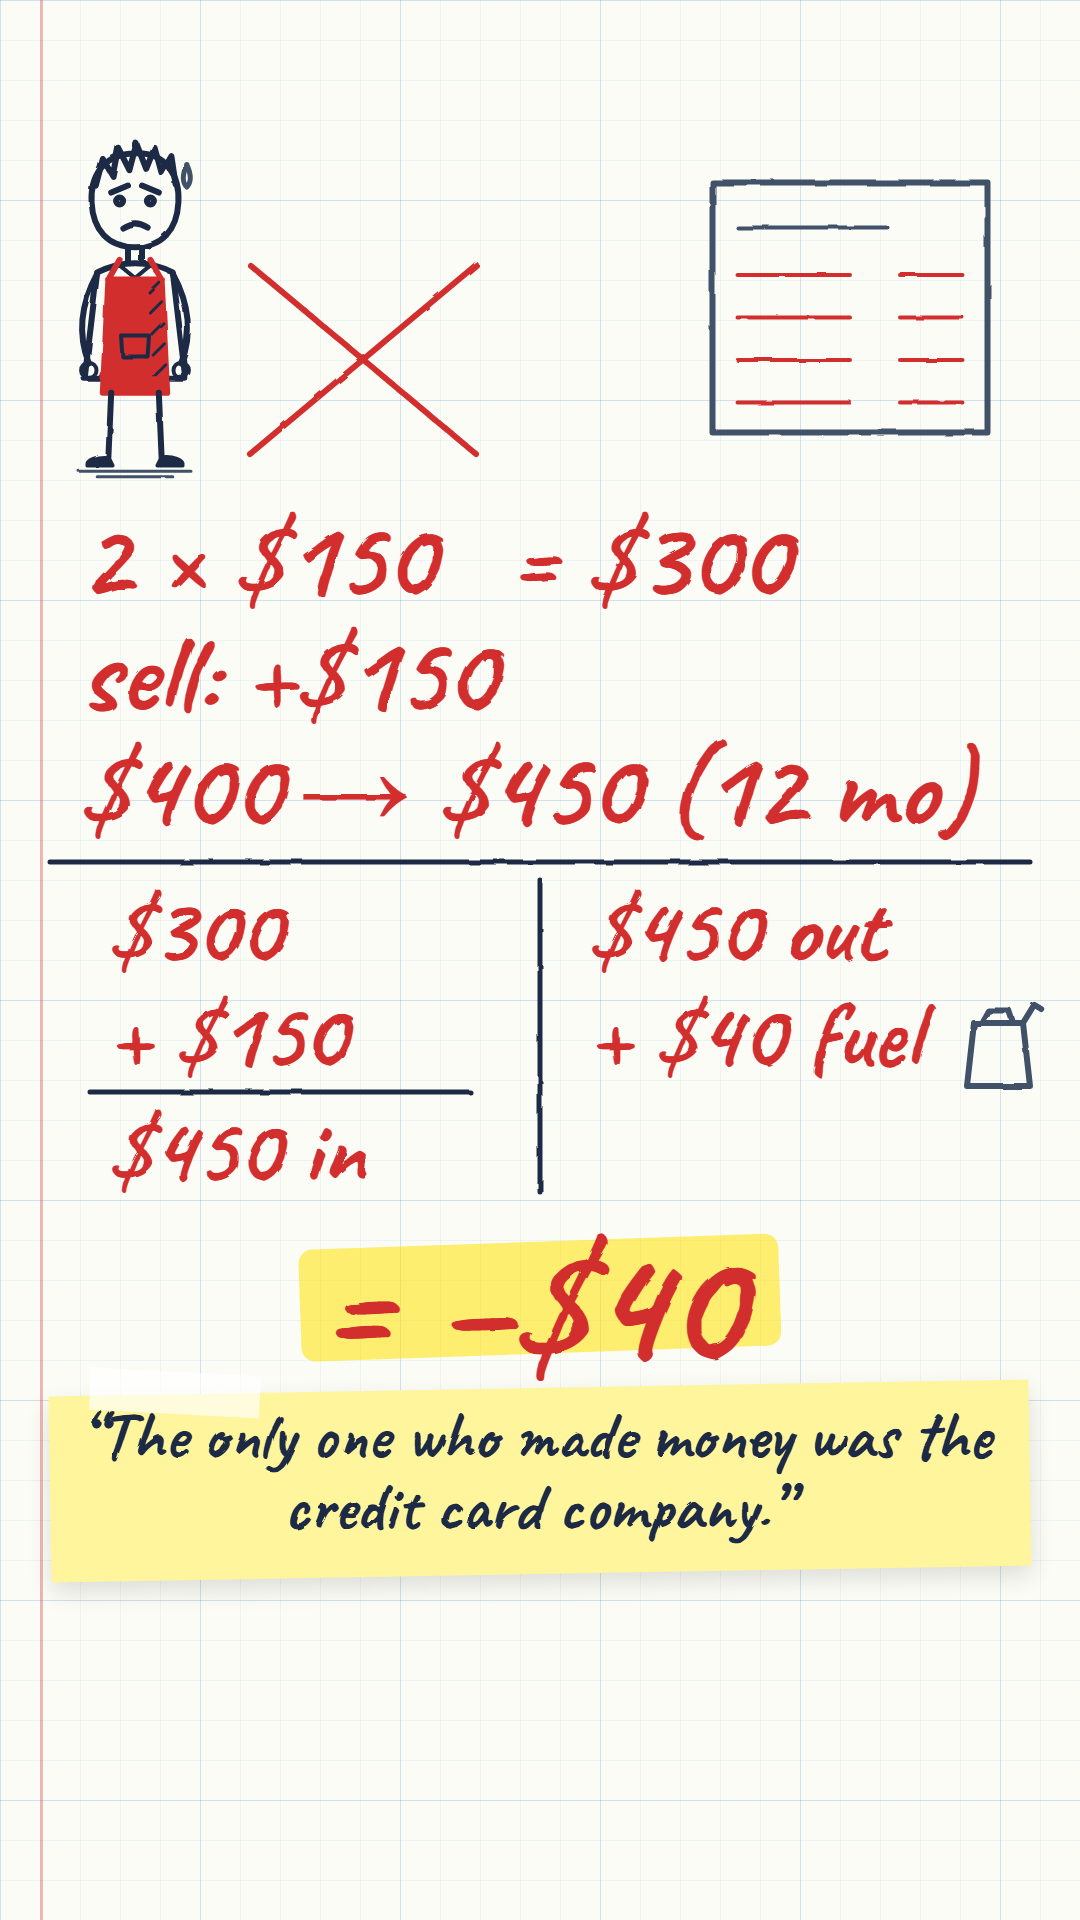 2 × $150 = $300
sell: +$150
$400 → $450 (12 mo)
$300
+ $150
$450 in
$450 out
+ $40 fuel
= -$40
“The only one who made money was the
credit card company.”